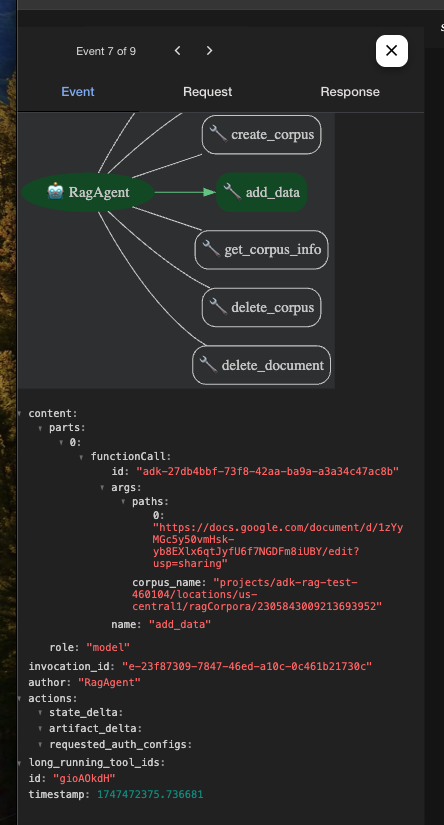 Event 7 of 9
Event Request Response
create_corpus
RagAgent
add_data
get_corpus_info
delete_corpus
delete_document
content:
parts:
0:
functionCall:
id: "adk-27db4bbf-73f8-42aa-ba9a-a3a34c47ac8b"
args:
paths:
0:
"https://docs.google.com/document/d/1zYy
MGc5y50vmHsk-
yb8EXlx6qtJyfU6f7NGDFm8iUBY/edit?
usp=sharing"
corpus_name: "projects/adk-rag-test-
460104/locations/us-
central1/ragCorpora/2305843009213693952"
name: "add_data"
role: "model"
invocation_id: "e-23f87309-7847-46ed-a10c-0c461b21730c"
author: "RagAgent"
actions:
state_delta:
artifact_delta:
requested_auth_configs:
long_running_tool_ids:
id: "gioAOkdH"
timestamp: 1747472375.736681